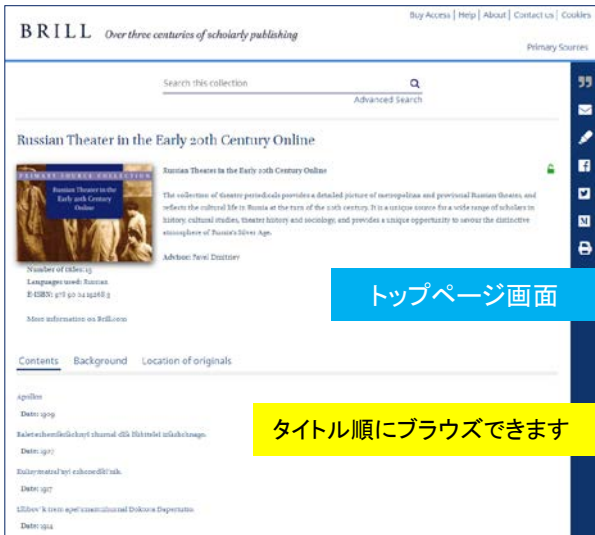 Buy Access | Help | About | Contact us | Cookies
BRILL Over three centuries of scholarly publishing
Primary Sources
Search this collection
Advanced Search
Russian Theater in the Early 20th Century Online
PRIMARY SOURCE COLLECTION
Russian Theater in the
Early 20th Century
Online
Russian Theater in the Early 20th Century Online
The collection of theater periodicals provides a detailed picture of metropolitan and provincial Russian theater, and
reflects the cultural life in Russia at the turn of the 20th century. It is a unique source for a wide range of scholars in
history, cultural studies, theater history and sociology, and provides a unique opportunity to savour the distinctive
atmosphere of Russia's Silver Age.
Advisor: Pavel Dmitriev
Number of titles: 15
Languages used: Russian
E-ISBN:
More information on Brill.com
トップページ画面
Contents Background Location of originals
タイトル順にブラウズできます
Date: 1909
Date: 1907
Date: 1917
Date: 1914